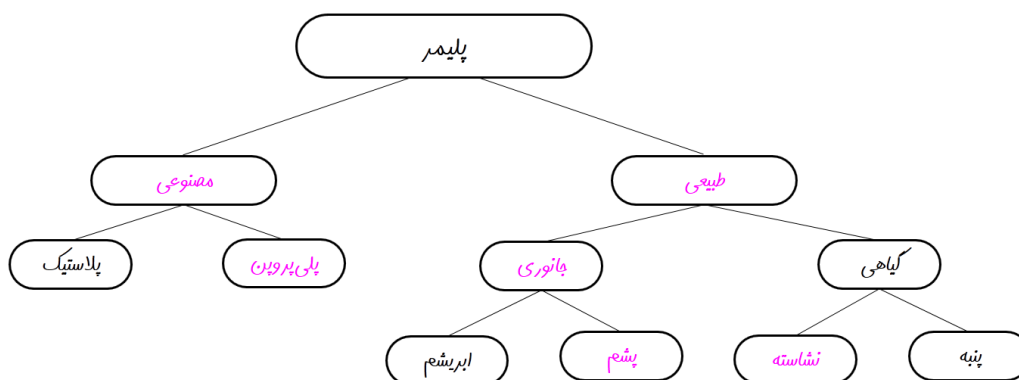 پلیمر
طبیعی
مصنوعی
گیاهی
جانوری
پلی‌پروپن
پلاستیک
پنبه
نشاسته
پشم
ابریشم